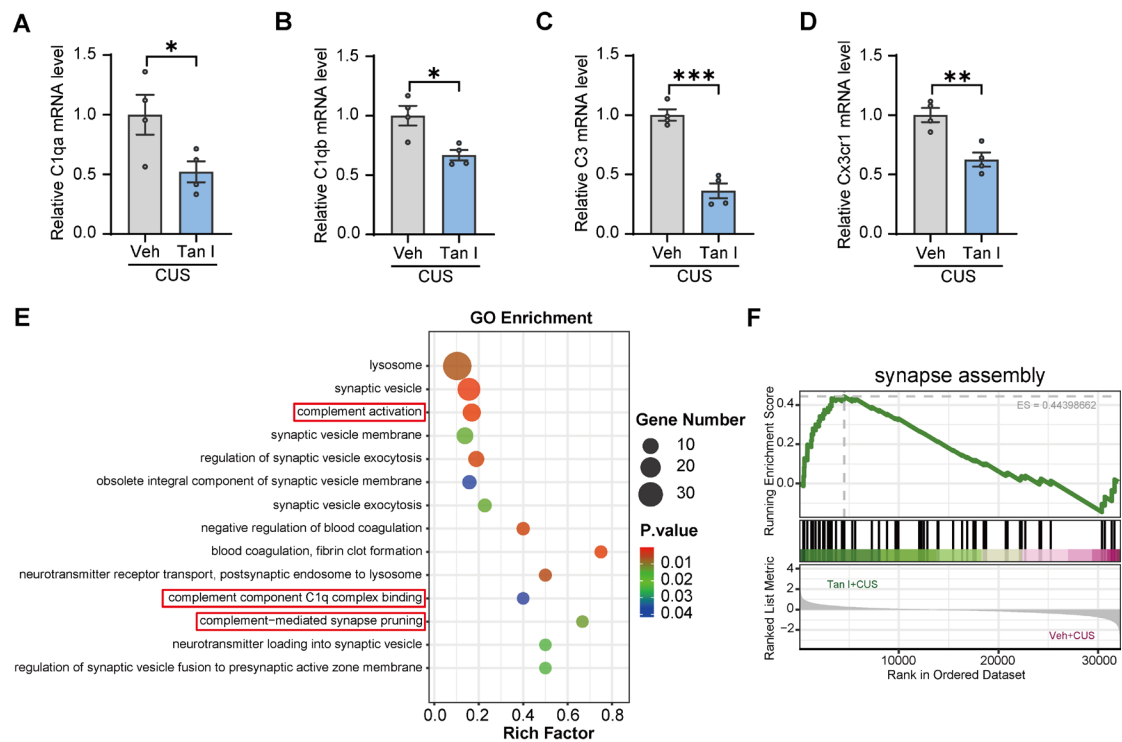 A
Relative C1qa mRNA level
1.5
1.0
0.5
0.0
*
Veh
Tan I
CUS
B
Relative C1qb mRNA level
1.5
1.0
0.5
0.0
*
Veh
Tan I
CUS
C
Relative C3 mRNA level
1.5
1.0
0.5
0.0
***
Veh
Tan I
CUS
D
Relative Cx3cr1 mRNA level
1.5
1.0
0.5
0.0
**
Veh
Tan I
CUS
E
GO Enrichment
lysosome
synaptic vesicle
complement activation
synaptic vesicle membrane
regulation of synaptic vesicle exocytosis
obsolete integral component of synaptic vesicle membrane
synaptic vesicle exocytosis
negative regulation of blood coagulation
blood coagulation, fibrin clot formation
neurotransmitter receptor transport, postsynaptic endosome to lysosome
complement component C1q complex binding
complement−mediated synapse pruning
neurotransmitter loading into synaptic vesicle
regulation of synaptic vesicle fusion to presynaptic active zone membrane
0.0
0.2
0.4
0.6
0.8
Rich Factor
Gene Number
10
20
30
P.value
0.01
0.02
0.03
0.04
F
synapse assembly
Running Enrichment Score
0.4
0.2
0.0
ES = 0.44398662
Ranked List Metric
4
2
0
−2
Tan I+CUS
Veh+CUS
10000
20000
30000
Rank in Ordered Dataset